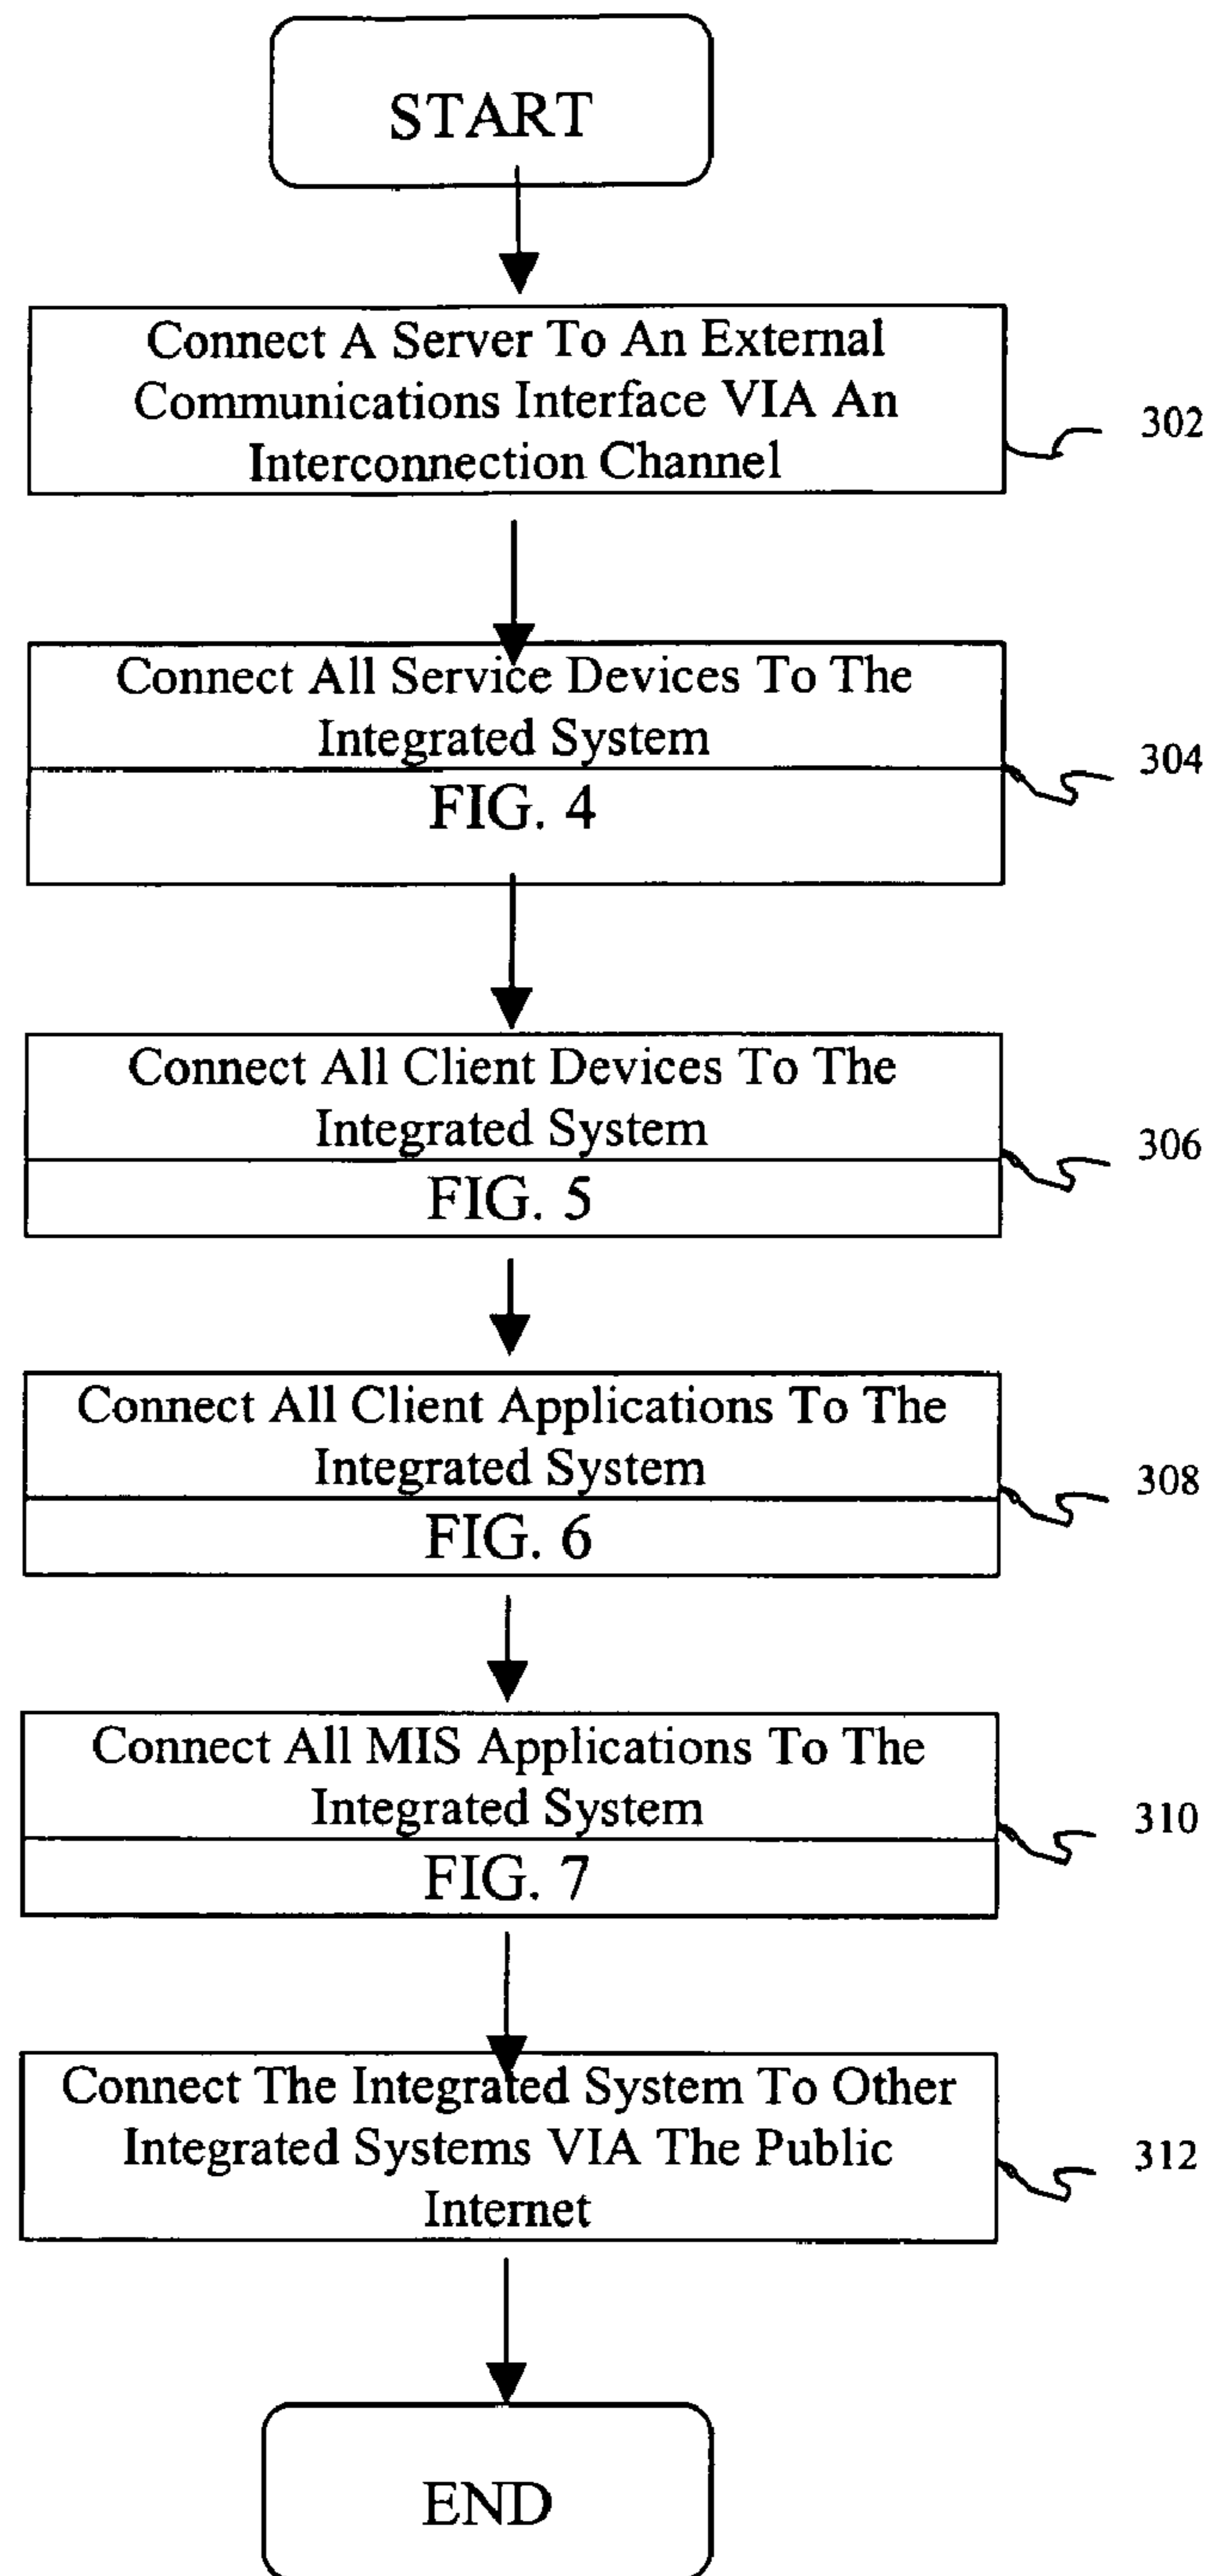 START
Connect A Server To An External
Communications Interface VIA An
Interconnection Channel
302
Connect All Service Devices To The
Integrated System
FIG. 4
304
Connect All Client Devices To The
Integrated System
FIG. 5
306
Connect All Client Applications To The
Integrated System
FIG. 6
308
Connect All MIS Applications To The
Integrated System
FIG. 7
310
Connect The Integrated System To Other
Integrated Systems VIA The Public
Internet
312
END